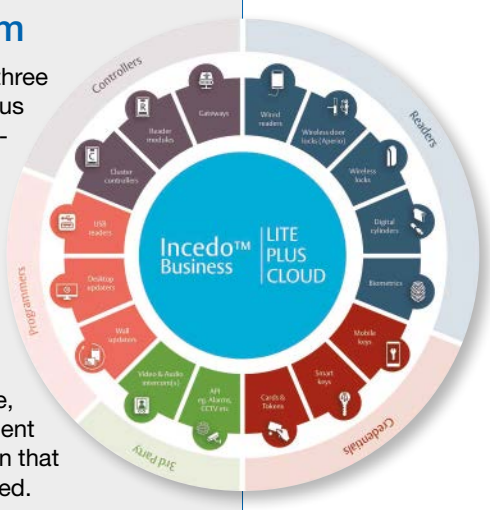 m
three
us
–
e,
ent
n that
ed.
Controllers
Gateways
Reader
modules
Cluster
controllers
Readers
Wired
readers
Wireless door
locks (Aperio)
Wireless
locks
Digital
cylinders
Biometrics
Credentials
Mobile
keys
Smart
keys
Cards &
Tokens
3rd Party
API
eg. Alarms,
CCTV etc
Video & Audio
intercom(s)
Programmers
Wall
updaters
Desktop
updaters
USB
readers
Incedo™
Business
LITE
PLUS
CLOUD